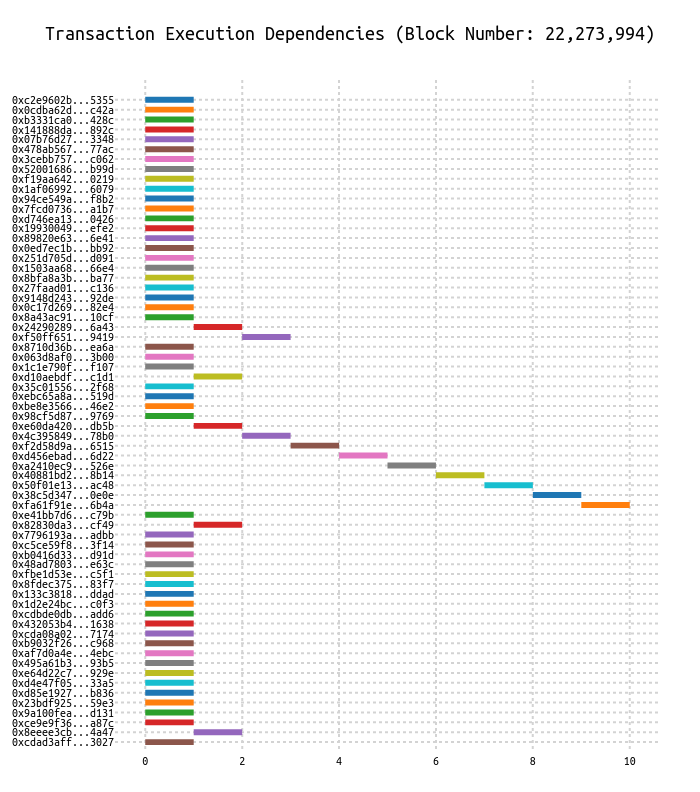 Transaction Execution Dependencies (Block Number: 22,273,994)
0xc2e9602b...5355
0x0cdba62d...c42a
0xb3331ca0...428c
0x141888da...892c
0x07b76d27...3348
0x478ab567...77ac
0x3cebb757...c062
0x52001686...b99d
0xf19aa642...0219
0x1af06992...6079
0x94ce549a...f8b2
0x7fcd0736...a1b7
0xd746ea13...0426
0x19930049...efe2
0x89820e63...6e41
0x0ed7ec1b...bb92
0x251d705d...d091
0x1503aa68...66e4
0x8bfa8a3b...ba77
0x27faad01...c136
0x9148d243...92de
0x0c17d269...82e4
0x8a43ac91...10cf
0x24290289...6a43
0xf50ff651...9419
0x8710d36b...ea6a
0x063d8af0...3b00
0x1c1e790f...f107
0xd10aebdf...c1d1
0x35c01556...2f68
0xebc65a8a...519d
0xbe8e3566...46e2
0x98cf5d87...9769
0xe60da420...db5b
0x4c395849...78b0
0xf2d58d9a...6515
0xd456ebad...6d22
0xa2410ec9...526e
0x40881bd2...8b14
0x50f01e13...ac48
0x38c5d347...0e0e
0xfa61f91e...6b4a
0xe41bb7d6...c79b
0x82830da3...cf49
0x7796193a...adbb
0xc5ce59f8...3f14
0xb0416d33...d91d
0x48ad7803...e63c
0xfbe1d53e...c5f1
0x8fdec375...83f7
0x133c3818...ddad
0x1d2e24bc...c0f3
0xcdbde0db...add6
0x432053b4...1638
0xcda08a02...7174
0xb9032f26...c968
0xaf7d0a4e...4ebc
0x495a61b3...93b5
0xe64d22c7...929e
0xd4e47f05...33a5
0xd85e1927...b836
0x23bdf925...59e3
0x9a100fea...d131
0xce9e9f36...a87c
0x8eeee3cb...4a47
0xcdad3aff...3027
0 2 4 6 8 10